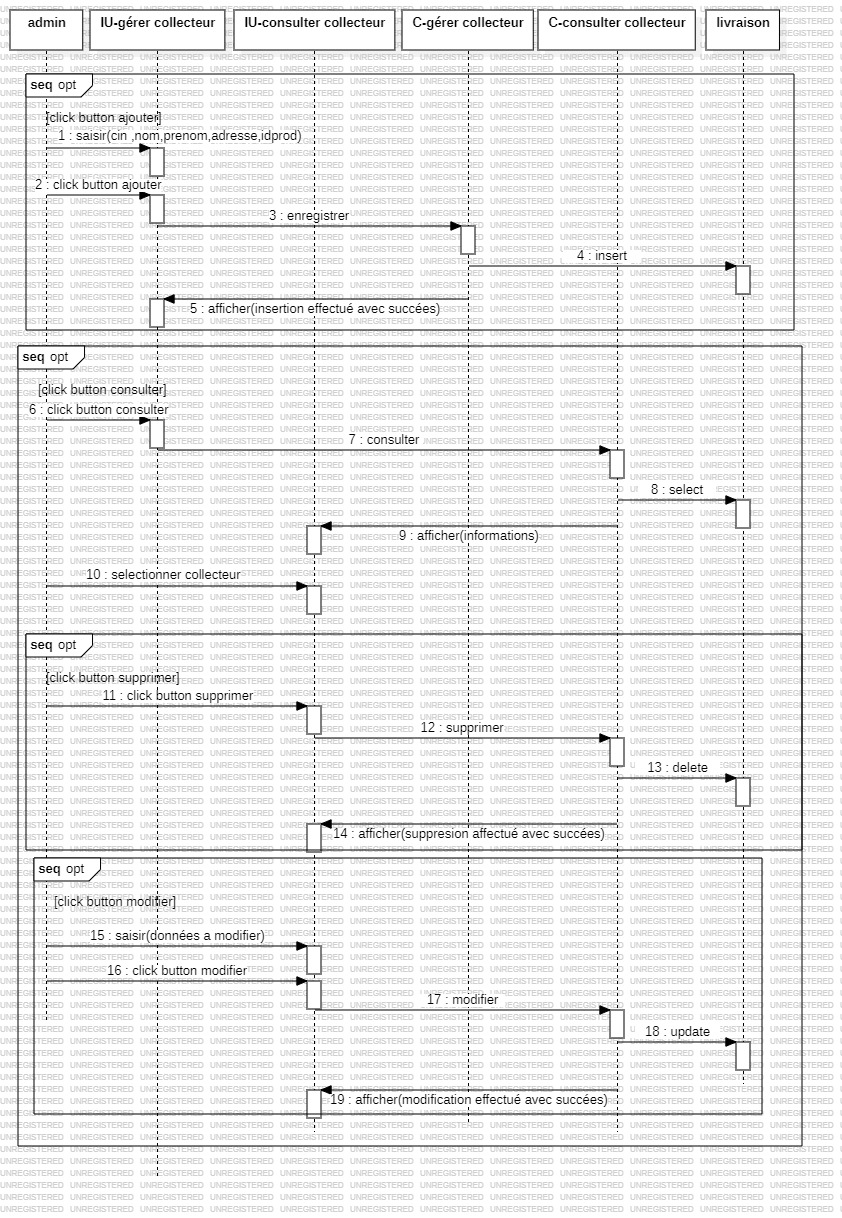 admin
IU-gérer collecteur
IU-consulter collecteur
C-gérer collecteur
C-consulter collecteur
livraison
seq opt
[click button ajouter]
1 : saisir(cin ,nom,prenom,adresse,idprod)
2 : click button ajouter
3 : enregistrer
4 : insert
5 : afficher(insertion effectué avec succées)
seq opt
[click button consulter]
6 : click button consulter
7 : consulter
8 : select
9 : afficher(informations)
10 : selectionner collecteur
seq opt
[click button supprimer]
11 : click button supprimer
12 : supprimer
13 : delete
14 : afficher(suppresion affectué avec succées)
seq opt
[click button modifier]
15 : saisir(données a modifier)
16 : click button modifier
17 : modifier
18 : update
19 : afficher(modification effectué avec succées)
UNREGISTERED